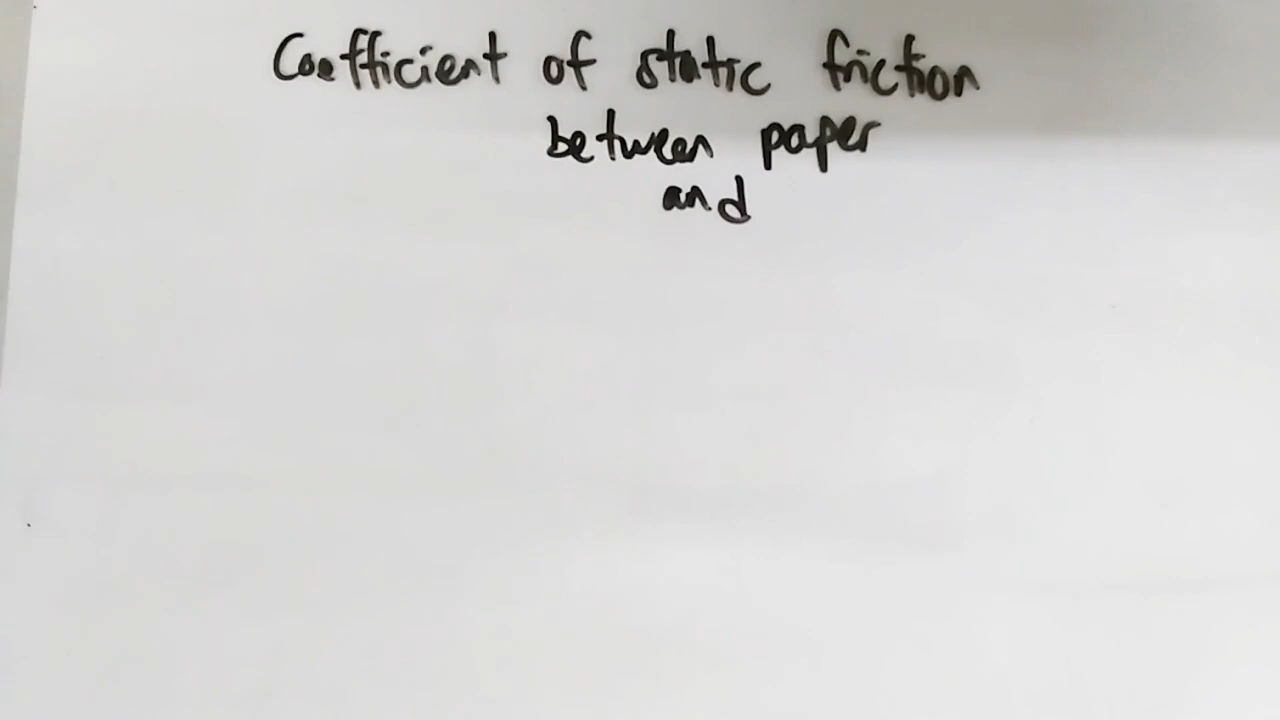 Coefficient of static friction
between paper
and